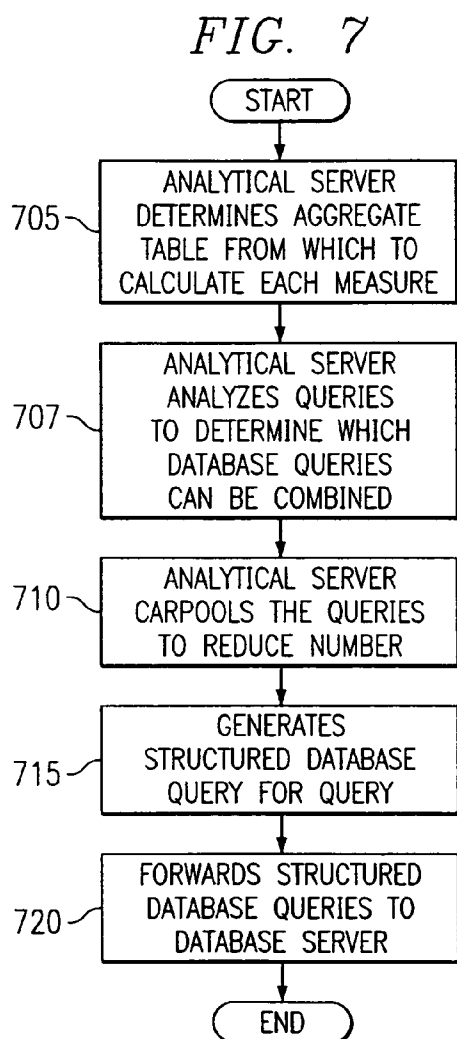 FIG. 7
START
705
ANALYTICAL SERVER
DETERMINES AGGREGATE
TABLE FROM WHICH TO
CALCULATE EACH MEASURE
707
ANALYTICAL SERVER
ANALYZES QUERIES
TO DETERMINE WHICH
DATABASE QUERIES
CAN BE COMBINED
710
ANALYTICAL SERVER
CARPOOLS THE QUERIES
TO REDUCE NUMBER
715
GENERATES
STRUCTURED DATABASE
QUERY FOR QUERY
720
FORWARDS STRUCTURED
DATABASE QUERIES TO
DATABASE SERVER
END